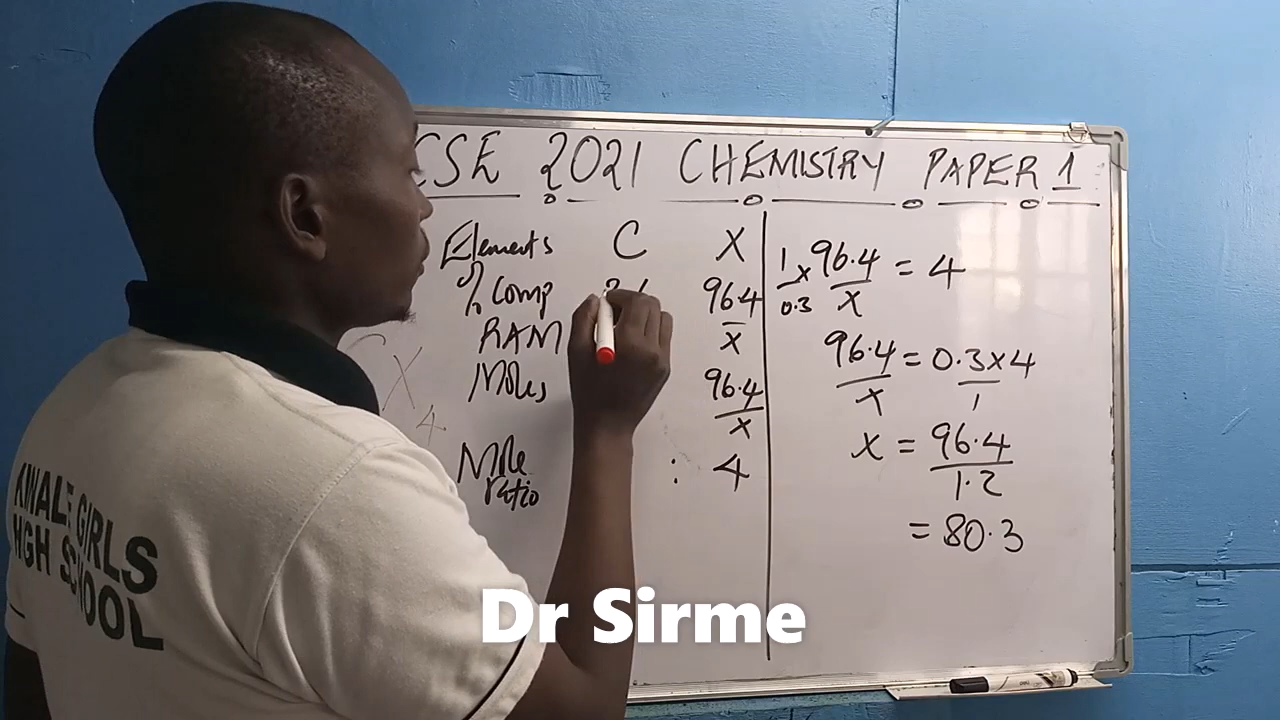 CSE 2021 CHEMISTRY PAPER 1
Elements C X
% Comp 96.4
RAM X
Moles 96.4
X
Mole : 4
ratio
1 x 96.4 = 4
0.3 X
96.4 = 0.3x4
X 1
X = 96.4
1.2
= 80.3
C X
4
KWALE GIRLS
HIGH SCHOOL
Dr Sirme